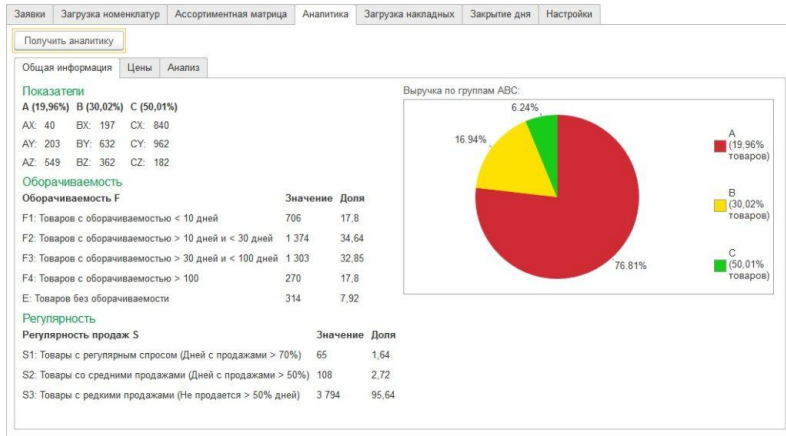 Заявки Загрузка номенклатур Ассортиментная матрица Аналитика Загрузка накладных Закрытие дня Настройки
Получить аналитику
Общая информация Цены Анализ
Показатели
A (19,96%) B (30,02%) C (50,01%)
AX: 40 BX: 197 CX: 840
AY: 203 BY: 632 CY: 962
AZ: 549 BZ: 362 CZ: 182
Оборачиваемость
Оборачиваемость F Значение Доля
F1: Товаров с оборачиваемостью < 10 дней 706 17,8
F2: Товаров с оборачиваемостью > 10 дней и < 30 дней 1 374 34,64
F3: Товаров с оборачиваемостью > 30 дней и < 100 дней 1 303 32,85
F4: Товаров с оборачиваемостью > 100 270 17,8
E: Товаров без оборачиваемости 314 7,92
Регулярность
Регулярность продаж S Значение Доля
S1: Товары с регулярным спросом (Дней с продажами > 70%) 65 1,64
S2: Товары со средними продажами (Дней с продажами > 50%) 108 2,72
S3: Товары с редкими продажами (Не продается > 50% дней) 3 794 95,64
Выручка по группам ABC:
6.24%
16.94%
76.81%
A
(19,96%
товаров)
B
(30,02%
товаров)
C
(50,01%
товаров)